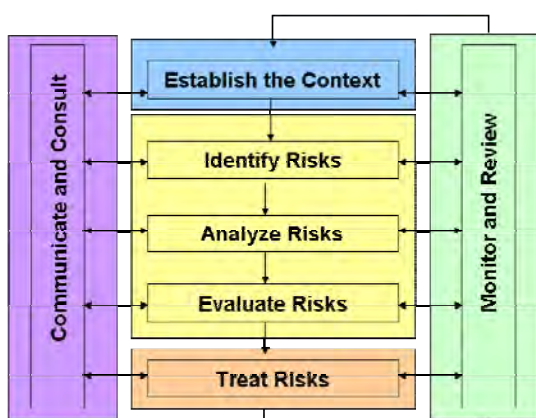 Communicate and Consult
Establish the Context
Identify Risks
Analyze Risks
Evaluate Risks
Treat Risks
Monitor and Review